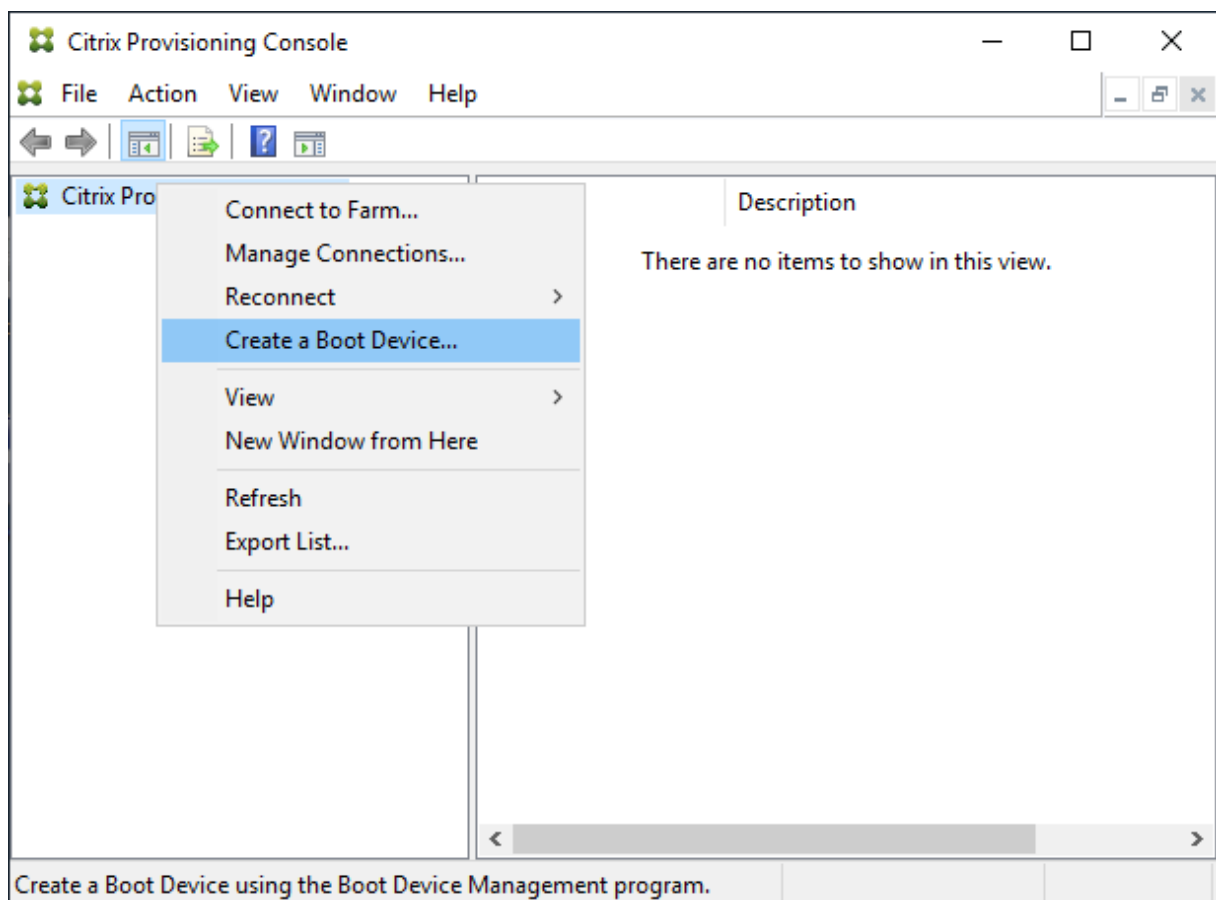 Citrix Provisioning Console
File Action View Window Help
Citrix Pro
Description
There are no items to show in this view.
Connect to Farm...
Manage Connections...
Reconnect
Create a Boot Device...
View
New Window from Here
Refresh
Export List...
Help
Create a Boot Device using the Boot Device Management program.